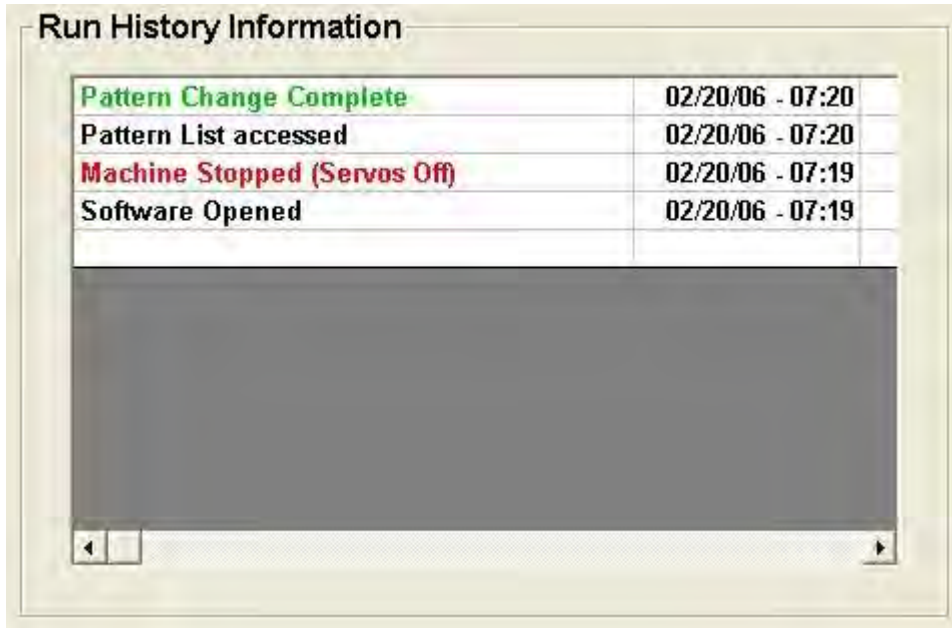 Run History Information
Pattern Change Complete 02/20/06 - 07:20
Pattern List accessed 02/20/06 - 07:20
Machine Stopped (Servos Off) 02/20/06 - 07:19
Software Opened 02/20/06 - 07:19